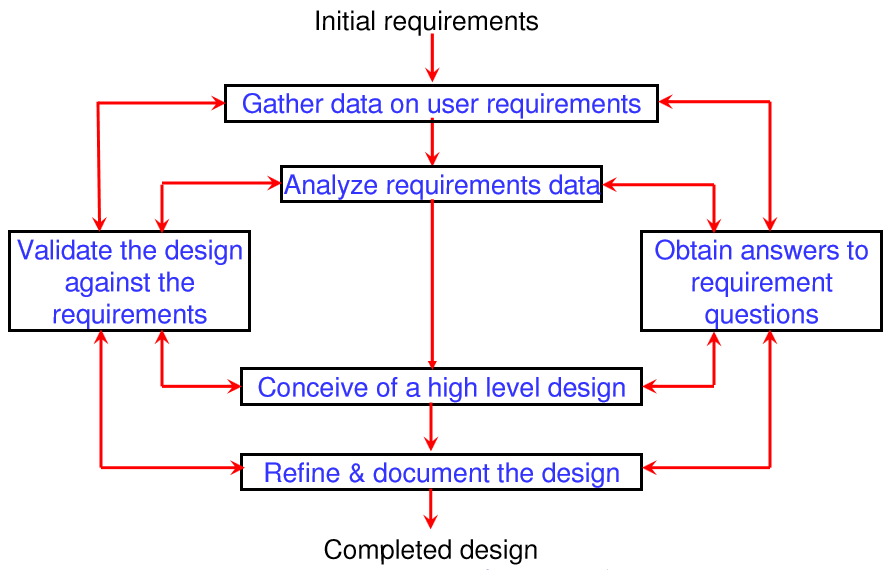 Initial requirements
Gather data on user requirements
Analyze requirements data
Validate the design
against the
requirements
Obtain answers to
requirement
questions
Conceive of a high level design
Refine & document the design
Completed design